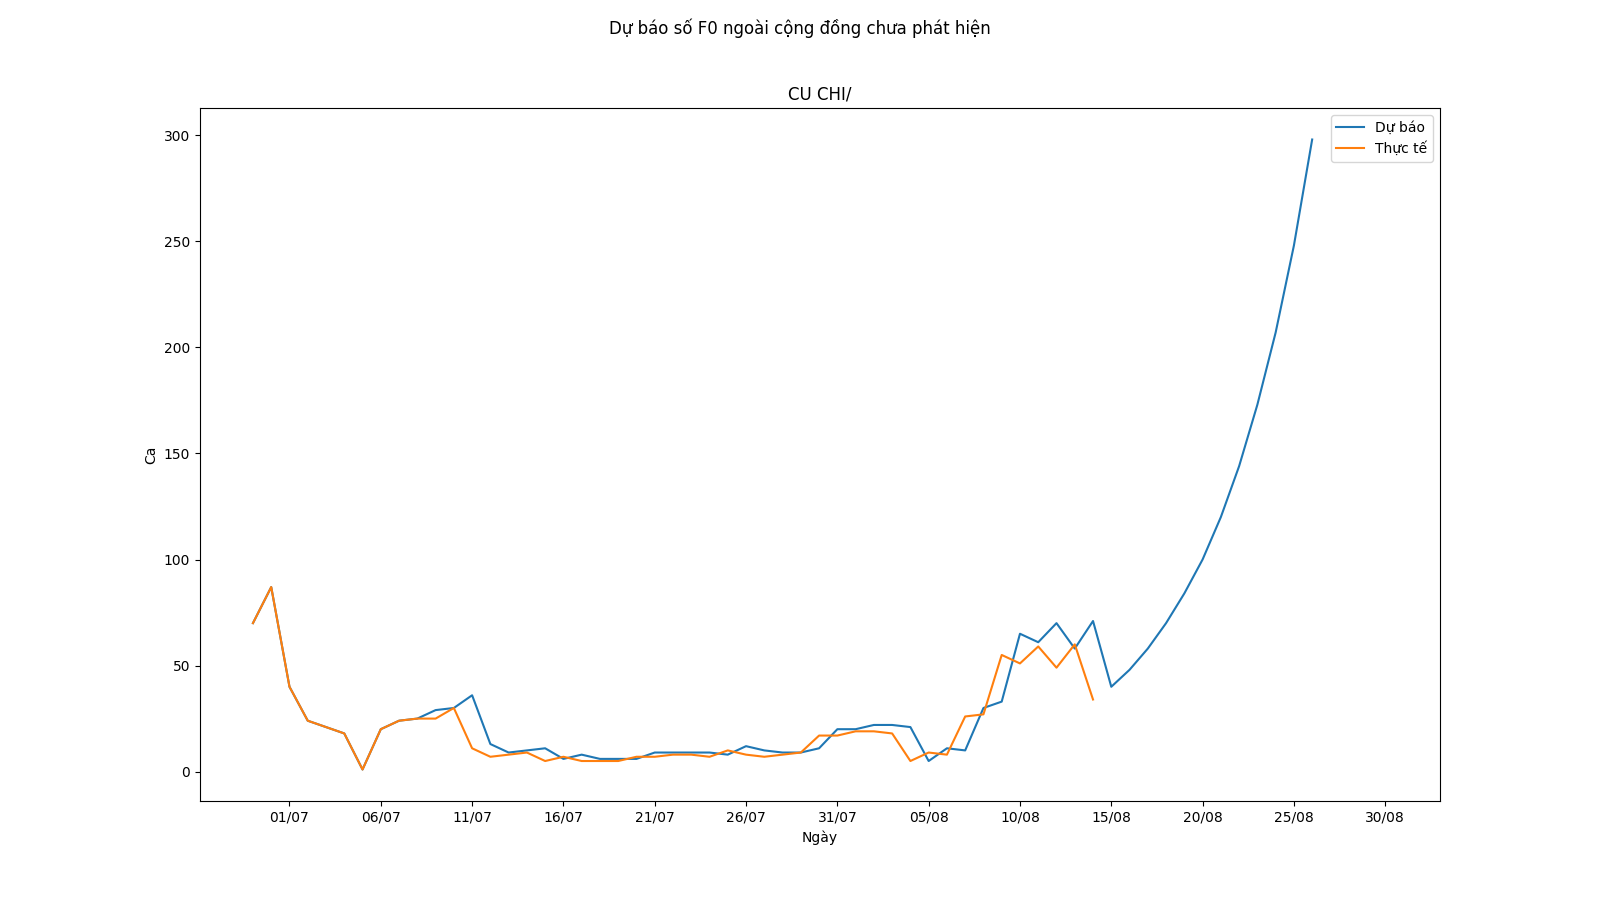 Dự báo số F0 ngoài cộng đồng chưa phát hiện
CU CHI/
Dự báo
Thực tế
300
250
200
150
100
50
0
Ca
01/07 06/07 11/07 16/07 21/07 26/07 31/07 05/08 10/08 15/08 20/08 25/08 30/08
Ngày